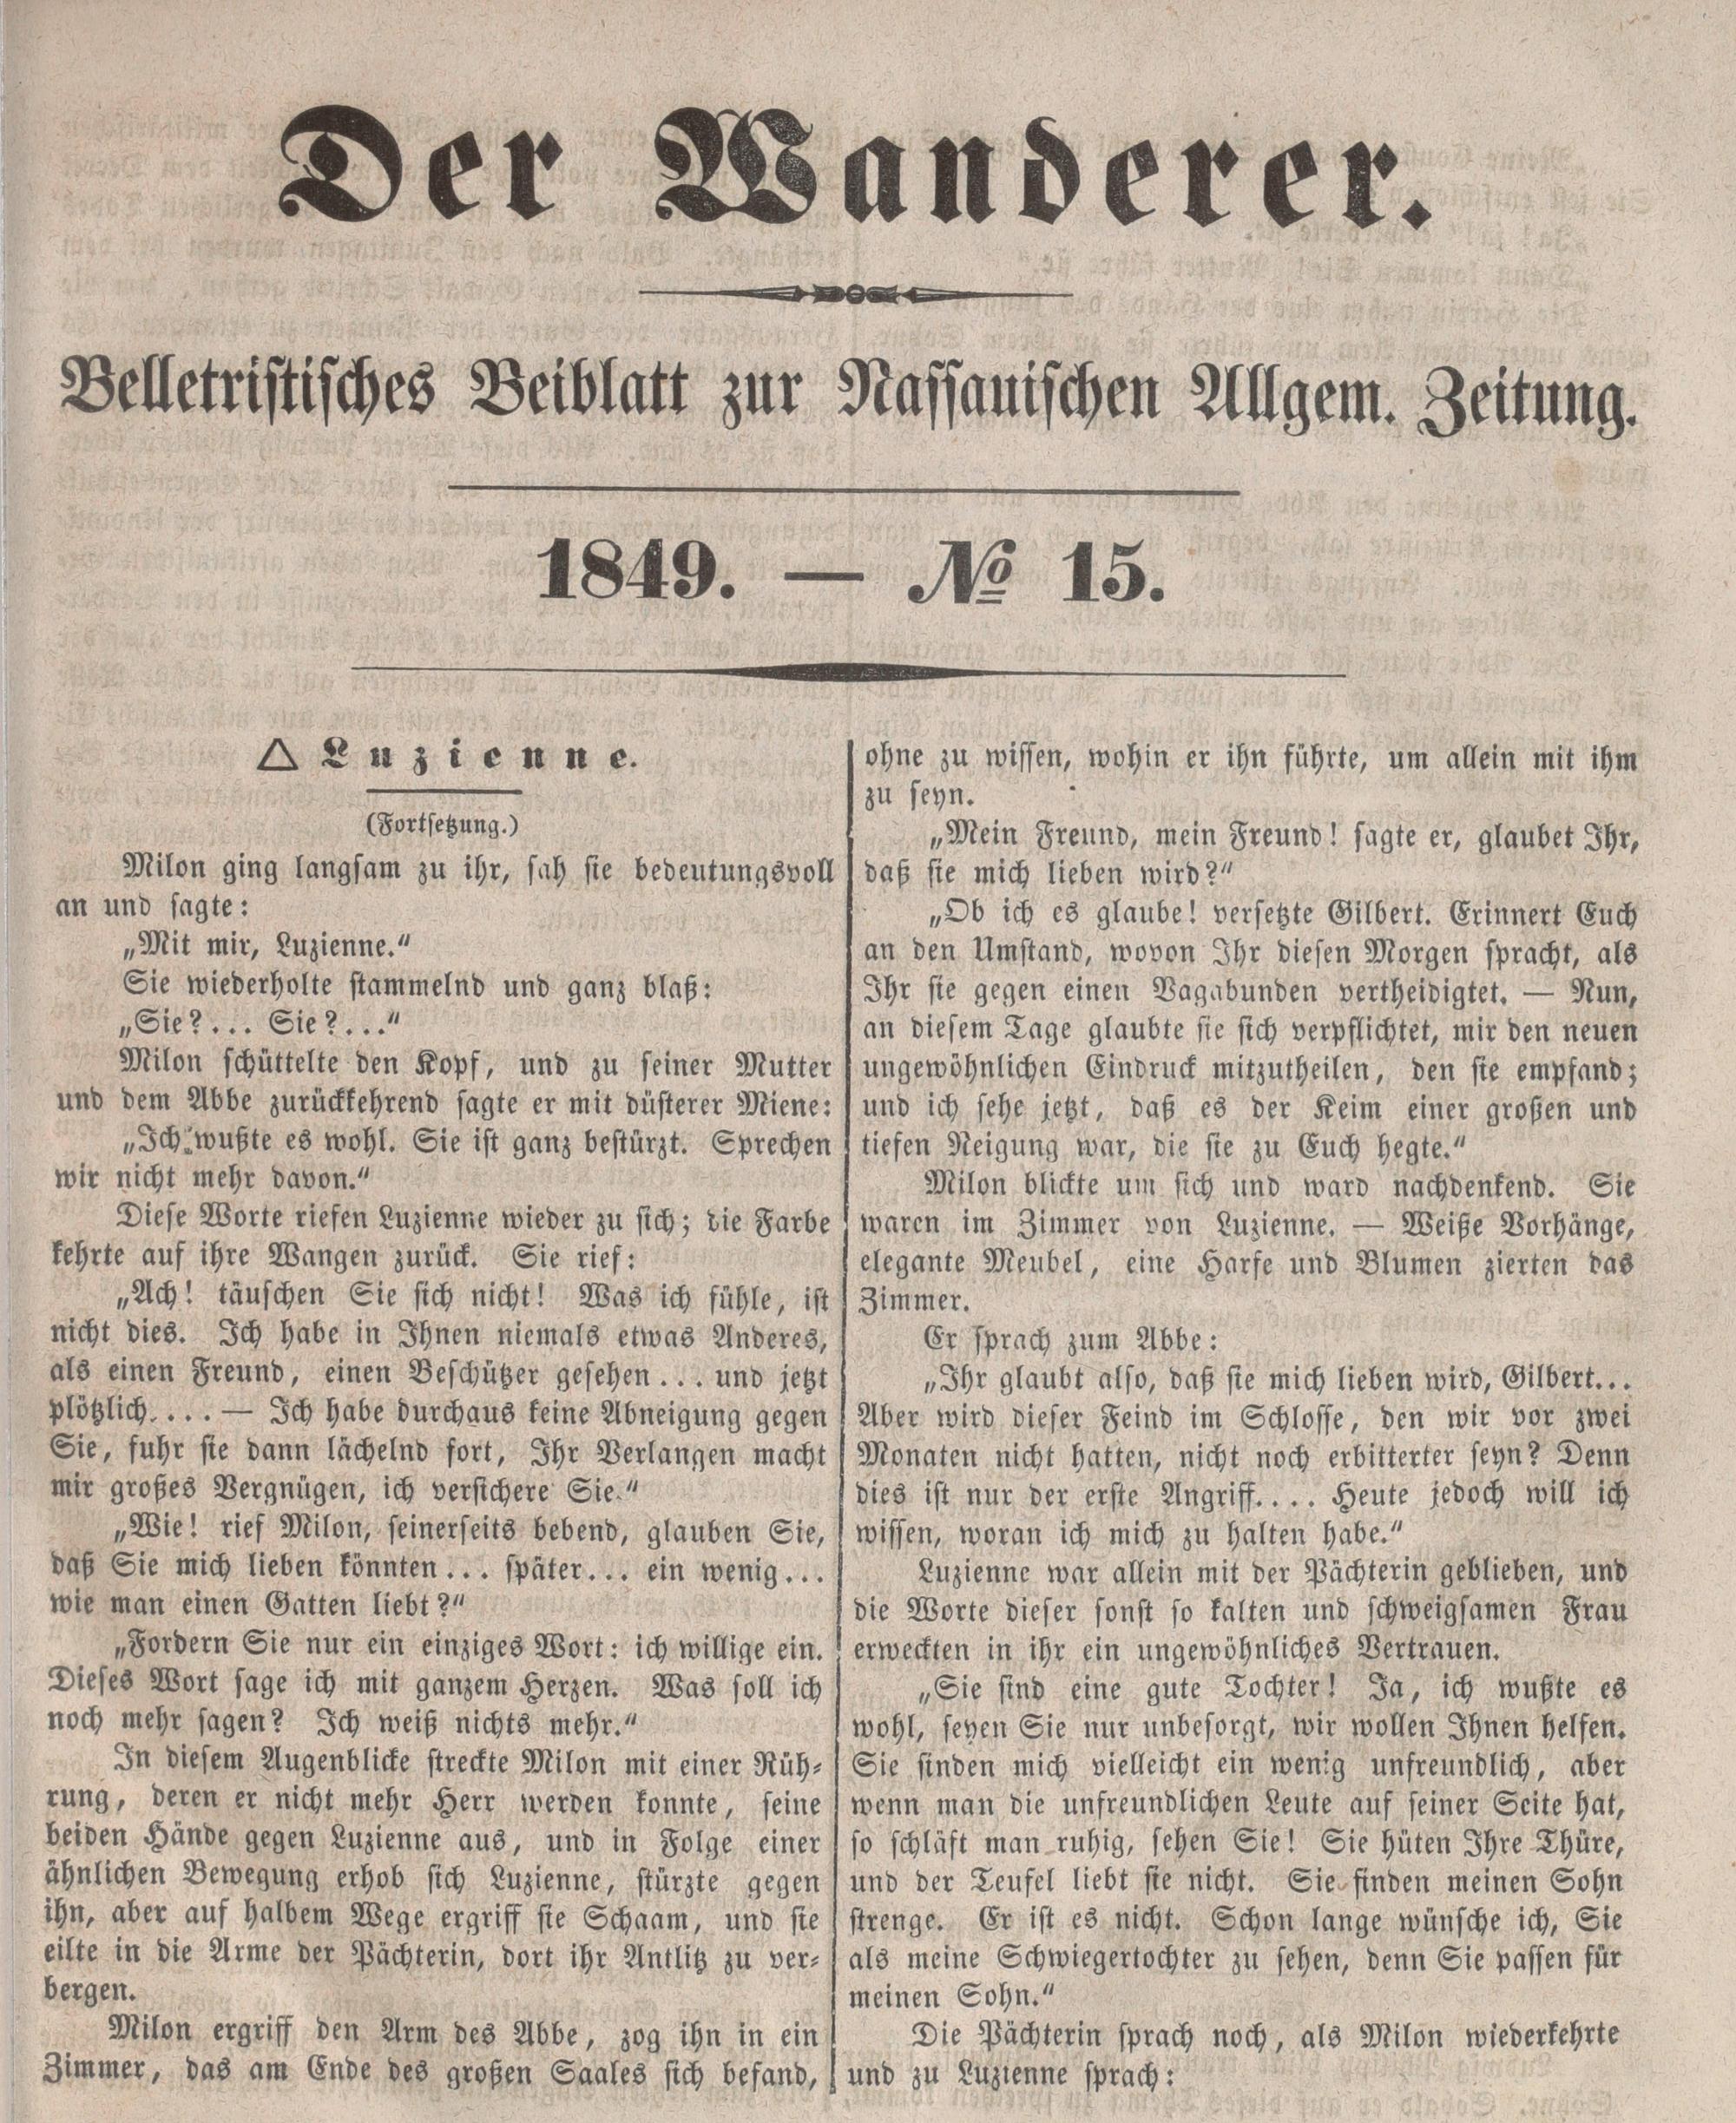 Der Wanderer.
Belletristisches Beiblatt zur Nassauischen Allgem. Zeitung.
1849. — № 15.
△ Luzienne.
(Fortsetzung.)
Milon ging langsam zu ihr, sah sie bedeutungsvoll
an und sagte:
„Mit mir, Luzienne.“
Sie wiederholte stammelnd und ganz blaß:
„Sie?... Sie?...“
Milon schüttelte den Kopf, und zu seiner Mutter
und dem Abbe zurückkehrend sagte er mit düsterer Miene:
„Ich wußte es wohl. Sie ist ganz bestürzt. Sprechen
wir nicht mehr davon.“
Diese Worte riefen Luzienne wieder zu sich; die Farbe
kehrte auf ihre Wangen zurück. Sie rief:
„Ach! täuschen Sie sich nicht! Was ich fühle, ist
nicht dies. Ich habe in Ihnen niemals etwas Anderes,
als einen Freund, einen Beschützer gesehen... und jetzt
plötzlich.... — Ich habe durchaus keine Abneigung gegen
Sie, fuhr sie dann lächelnd fort, Ihr Verlangen macht
mir großes Vergnügen, ich versichere Sie.“
„Wie! rief Milon, seinerseits bebend, glauben Sie,
daß Sie mich lieben könnten... später... ein wenig...
wie man einen Gatten liebt?“
„Fordern Sie nur ein einziges Wort: ich willige ein.
Dieses Wort sage ich mit ganzem Herzen. Was soll ich
noch mehr sagen? Ich weiß nichts mehr.“
In diesem Augenblicke streckte Milon mit einer Rüh-
rung, deren er nicht mehr Herr werden konnte, seine
beiden Hände gegen Luzienne aus, und in Folge einer
ähnlichen Bewegung erhob sich Luzienne, stürzte gegen
ihn, aber auf halbem Wege ergriff sie Schaam, und sie
eilte in die Arme der Pächterin, dort ihr Antlitz zu ver-
bergen.
Milon ergriff den Arm des Abbe, zog ihn in ein
Zimmer, das am Ende des großen Saales sich befand,
ohne zu wissen, wohin er ihn führte, um allein mit ihm
zu seyn.
„Mein Freund, mein Freund! sagte er, glaubet Ihr,
daß sie mich lieben wird?“
„Ob ich es glaube! versetzte Gilbert. Erinnert Euch
an den Umstand, wovon Ihr diesen Morgen spracht, als
Ihr sie gegen einen Vagabunden vertheidigtet. — Nun,
an diesem Tage glaubte sie sich verpflichtet, mir den neuen
ungewöhnlichen Eindruck mitzutheilen, den sie empfand;
und ich sehe jetzt, daß es der Keim einer großen und
tiefen Neigung war, die sie zu Euch hegte.“
Milon blickte um sich und ward nachdenkend. Sie
waren im Zimmer von Luzienne. — Weiße Vorhänge,
elegante Meubel, eine Harfe und Blumen zierten das
Zimmer.
Er sprach zum Abbe:
„Ihr glaubt also, daß sie mich lieben wird, Gilbert...
Aber wird dieser Feind im Schlosse, den wir vor zwei
Monaten nicht hatten, nicht noch erbitterter seyn? Denn
dies ist nur der erste Angriff.... Heute jedoch will ich
wissen, woran ich mich zu halten habe.“
Luzienne war allein mit der Pächterin geblieben, und
die Worte dieser sonst so kalten und schweigsamen Frau
erweckten in ihr ein ungewöhnliches Vertrauen.
„Sie sind eine gute Tochter! Ja, ich wußte es
wohl, seyen Sie nur unbesorgt, wir wollen Ihnen helfen.
Sie finden mich vielleicht ein wenig unfreundlich, aber
wenn man die unfreundlichen Leute auf seiner Seite hat,
so schläft man ruhig, sehen Sie! Sie hüten Ihre Thüre,
und der Teufel liebt sie nicht. Sie finden meinen Sohn
strenge. Er ist es nicht. Schon lange wünsche ich, Sie
als meine Schwiegertochter zu sehen, denn Sie passen für
meinen Sohn.“
Die Pächterin sprach noch, als Milon wiederkehrte
und zu Luzienne sprach: